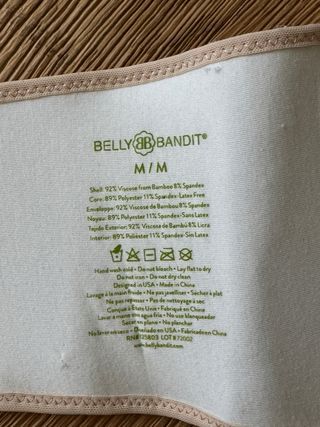 BELLY BB BANDIT®
M / M
Shell: 92% Viscose from Bamboo 8% Spandex
Core: 89% Polyester 11% Spandex-Latex Free
Enveloppe: 92% Viscose de Bambou 8% Spandex
Noyau: 89% Polyester 11% Spandex-Sans Latex
Tejido Exterior: 92% Viscosa de Bambú 8% Licra
Interior: 89% Poliéster 11% Spandex-Sin Latex
Hand wash cold • Do not bleach • Lay flat to dry
Do not iron • Do not dry clean
Designed in USA • Made in China
Lavage à la main froide • Ne pas javelliser • Sécher à plat
Ne pas repasser • Pas de nettoyage à sec
Conçue à États Unis • Fabriqué en China
Lavar a mano con agua fría • No use blanqueador
Secar en plano • No planchar
No lavar en seco • Diseñado en USA • Fabricado en China
RN# 125803 LOT #72002
www.bellybandit.com